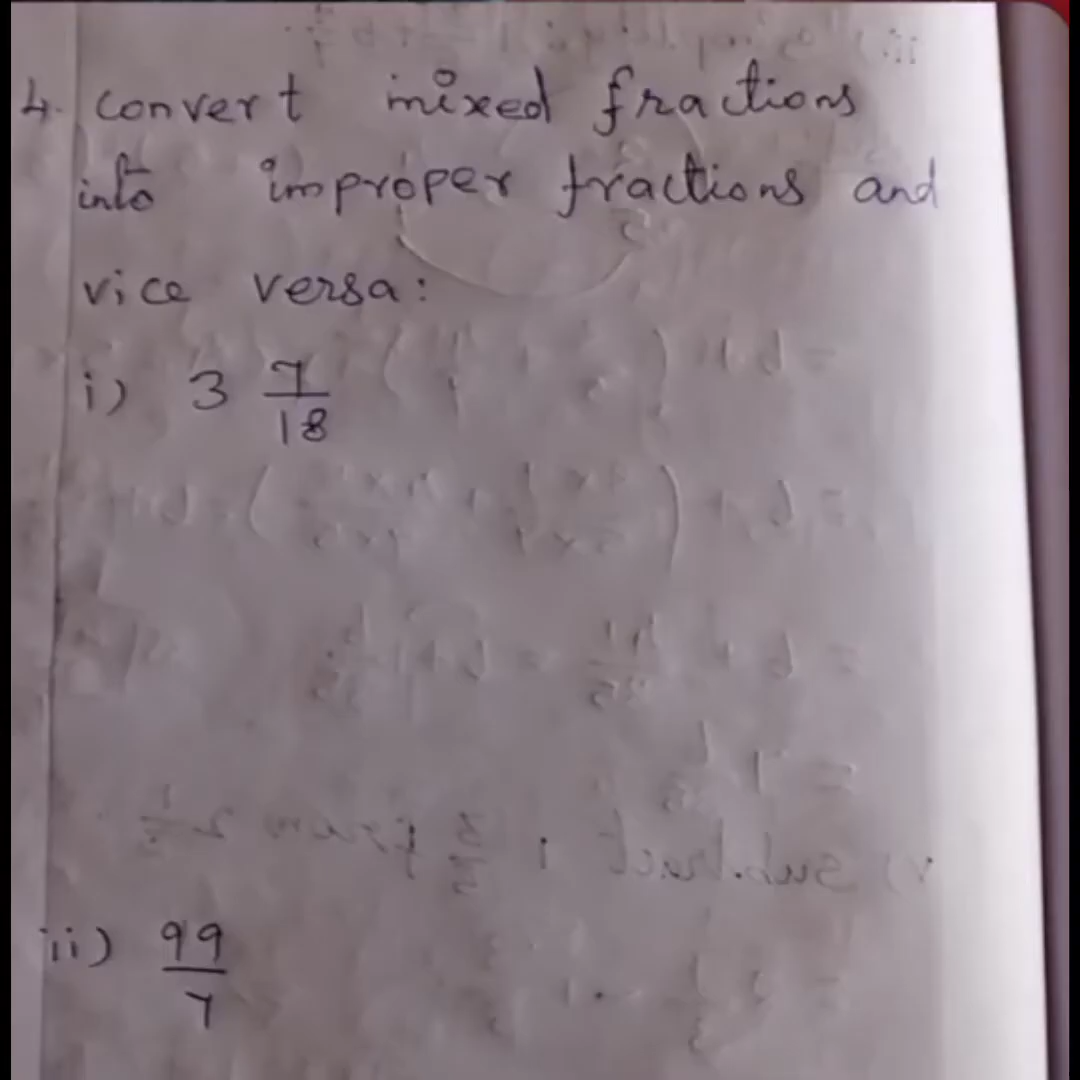 4. convert mixed fractions
into improper fractions and
vice versa:
i) 3 7/18
ii) 99/7